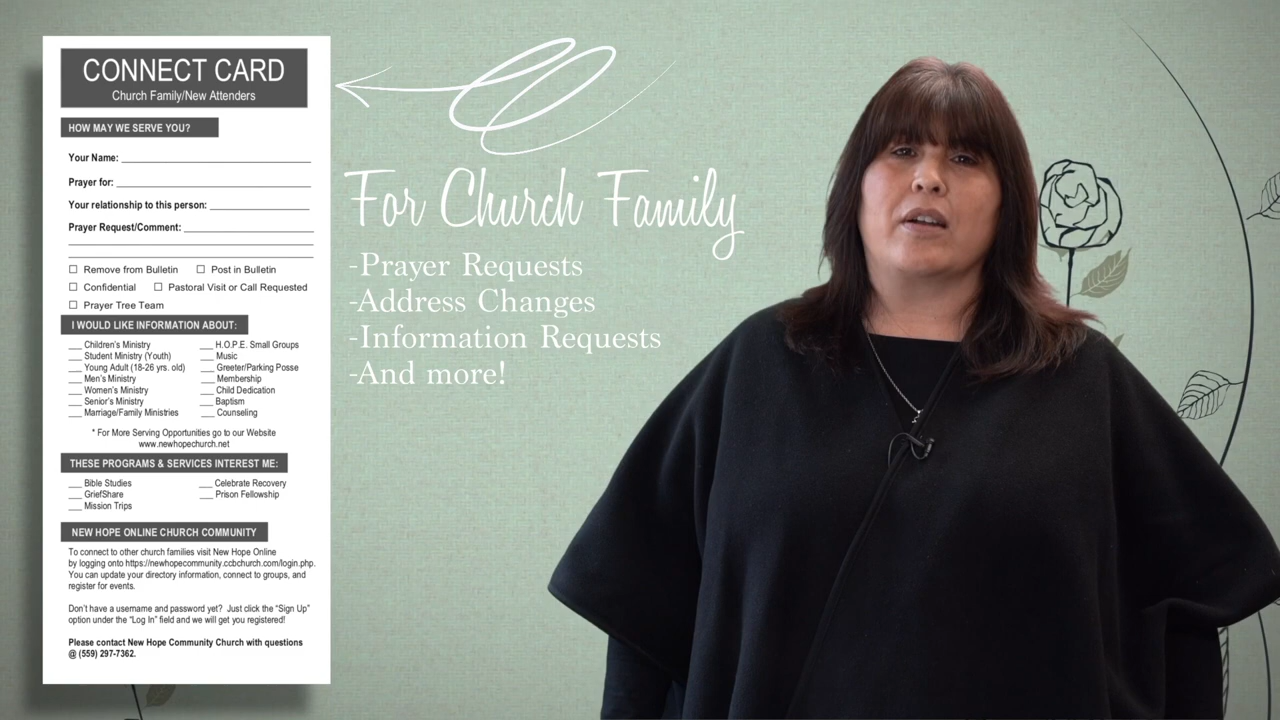 CONNECT CARD
Church Family/New Attenders
HOW MAY WE SERVE YOU?
Your Name:
Prayer for:
Your relationship to this person:
Prayer Request/Comment:
Remove from Bulletin Post in Bulletin
Confidential Pastoral Visit or Call Requested
Prayer Tree Team
I WOULD LIKE INFORMATION ABOUT:
Children's Ministry H.O.P.E. Small Groups
Student Ministry (Youth) Music
Young Adult (18-26 yrs. old) Greeter/Parking Posse
Men's Ministry Membership
Women's Ministry Child Dedication
Senior's Ministry Baptism
Marriage/Family Ministries Counseling
* For More Serving Opportunities go to our Website
www.newhopechurch.net
THESE PROGRAMS & SERVICES INTEREST ME:
Bible Studies Celebrate Recovery
GriefShare Prison Fellowship
Mission Trips
NEW HOPE ONLINE CHURCH COMMUNITY
To connect to other church families visit New Hope Online
by logging onto https://newhopecommunity.ccbchurch.com/login.php.
You can update your directory information, connect to groups, and
register for events.
Don't have a username and password yet? Just click the "Sign Up"
option under the "Log In" field and we will get you registered!
Please contact New Hope Community Church with questions
@ (559) 297-7362.
For Church Family
-Prayer Requests
-Address Changes
-Information Requests
-And more!